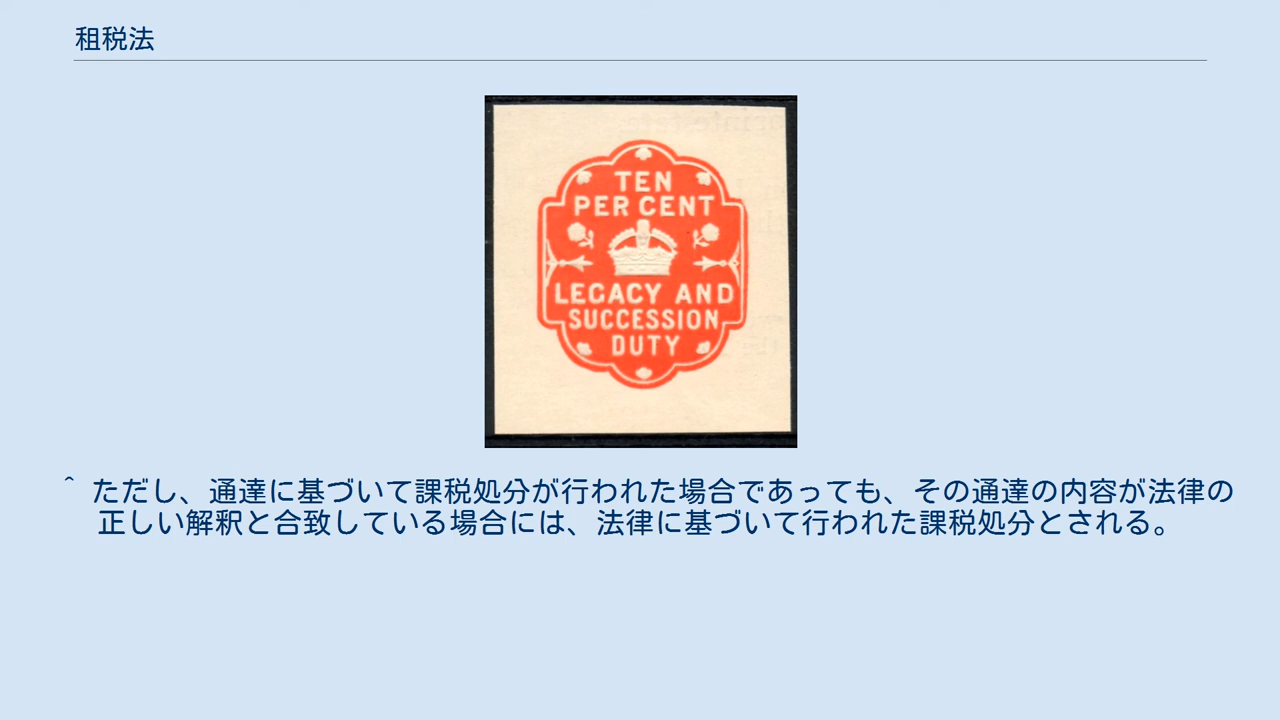 租税法
TEN
PER CENT
LEGACY AND
SUCCESSION
DUTY
^ ただし、通達に基づいて課税処分が行われた場合であっても、その通達の内容が法律の
正しい解釈と合致している場合には、法律に基づいて行われた課税処分とされる。